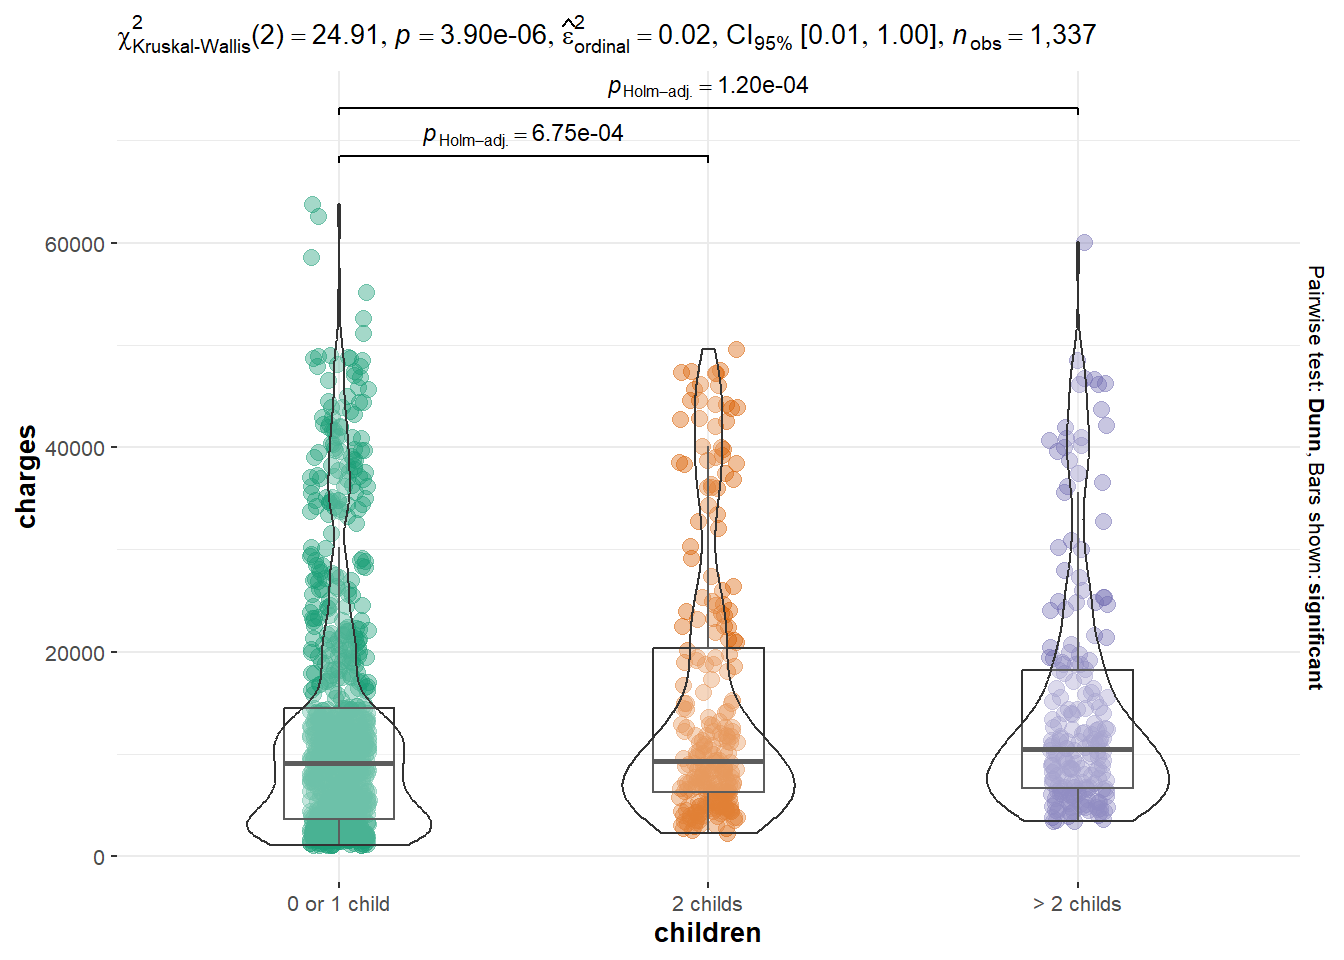 χ²Kruskal-Wallis(2) = 24.91, p = 3.90e-06, ε̂²ordinal = 0.02, CI95% [0.01, 1.00], nobs = 1,337
pHolm−adj. = 1.20e-04
pHolm−adj. = 6.75e-04
60000
40000
20000
0
charges
0 or 1 child
2 childs
> 2 childs
children
Pairwise test: Dunn, Bars shown: significant